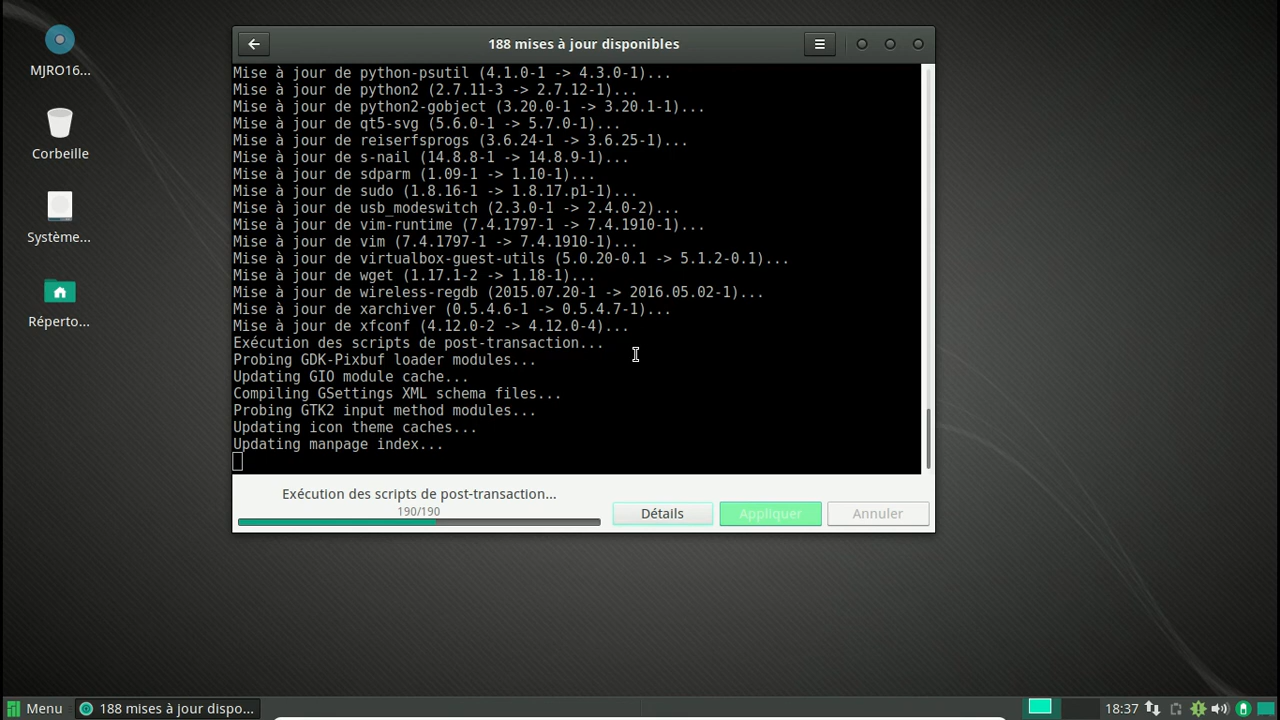 188 mises à jour disponibles
MJRO16...
Corbeille
Système...
Réperto...
Mise à jour de python-psutil (4.1.0-1 -> 4.3.0-1)...
Mise à jour de python2 (2.7.11-3 -> 2.7.12-1)...
Mise à jour de python2-gobject (3.20.0-1 -> 3.20.1-1)...
Mise à jour de qt5-svg (5.6.0-1 -> 5.7.0-1)...
Mise à jour de reiserfsprogs (3.6.24-1 -> 3.6.25-1)...
Mise à jour de s-nail (14.8.8-1 -> 14.8.9-1)...
Mise à jour de sdparm (1.09-1 -> 1.10-1)...
Mise à jour de sudo (1.8.16-1 -> 1.8.17.p1-1)...
Mise à jour de usb_modeswitch (2.3.0-1 -> 2.4.0-2)...
Mise à jour de vim-runtime (7.4.1797-1 -> 7.4.1910-1)...
Mise à jour de vim (7.4.1797-1 -> 7.4.1910-1)...
Mise à jour de virtualbox-guest-utils (5.0.20-0.1 -> 5.1.2-0.1)...
Mise à jour de wget (1.17.1-2 -> 1.18-1)...
Mise à jour de wireless-regdb (2015.07.20-1 -> 2016.05.02-1)...
Mise à jour de xarchiver (0.5.4.6-1 -> 0.5.4.7-1)...
Mise à jour de xfconf (4.12.0-2 -> 4.12.0-4)...
Exécution des scripts de post-transaction...
Probing GDK-Pixbuf loader modules...
Updating GIO module cache...
Compiling GSettings XML schema files...
Probing GTK2 input method modules...
Updating icon theme caches...
Updating manpage index...
Exécution des scripts de post-transaction...
190/190
Détails
Appliquer
Annuler
Menu
188 mises à jour dispo...
18:37